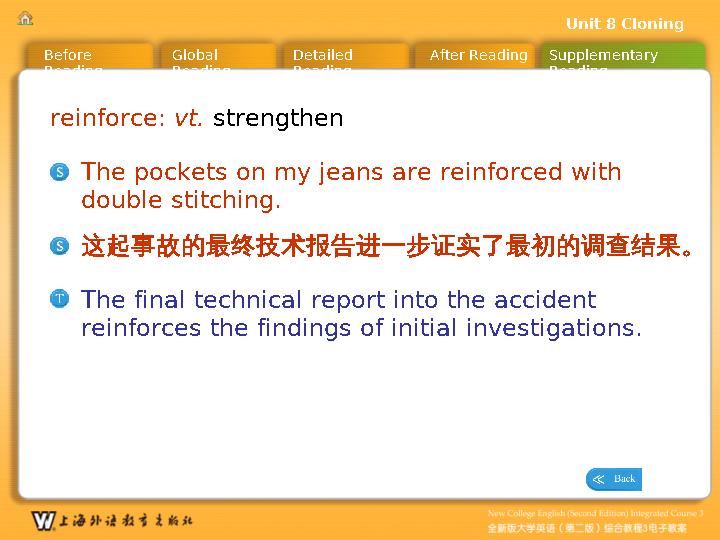 Unit 8 Cloning
Before Reading
Global Reading
Detailed Reading
After Reading
Supplementary Reading
reinforce: vt. strengthen
S The pockets on my jeans are reinforced with
double stitching.
S 这起事故的最终技术报告进一步证实了最初的调查结果。
T The final technical report into the accident
reinforces the findings of initial investigations.
≪ Back
W 上海外语教育出版社
New College English (Second Edition) Integrated Course 3
全新版大学英语（第二版）综合教程3电子教案